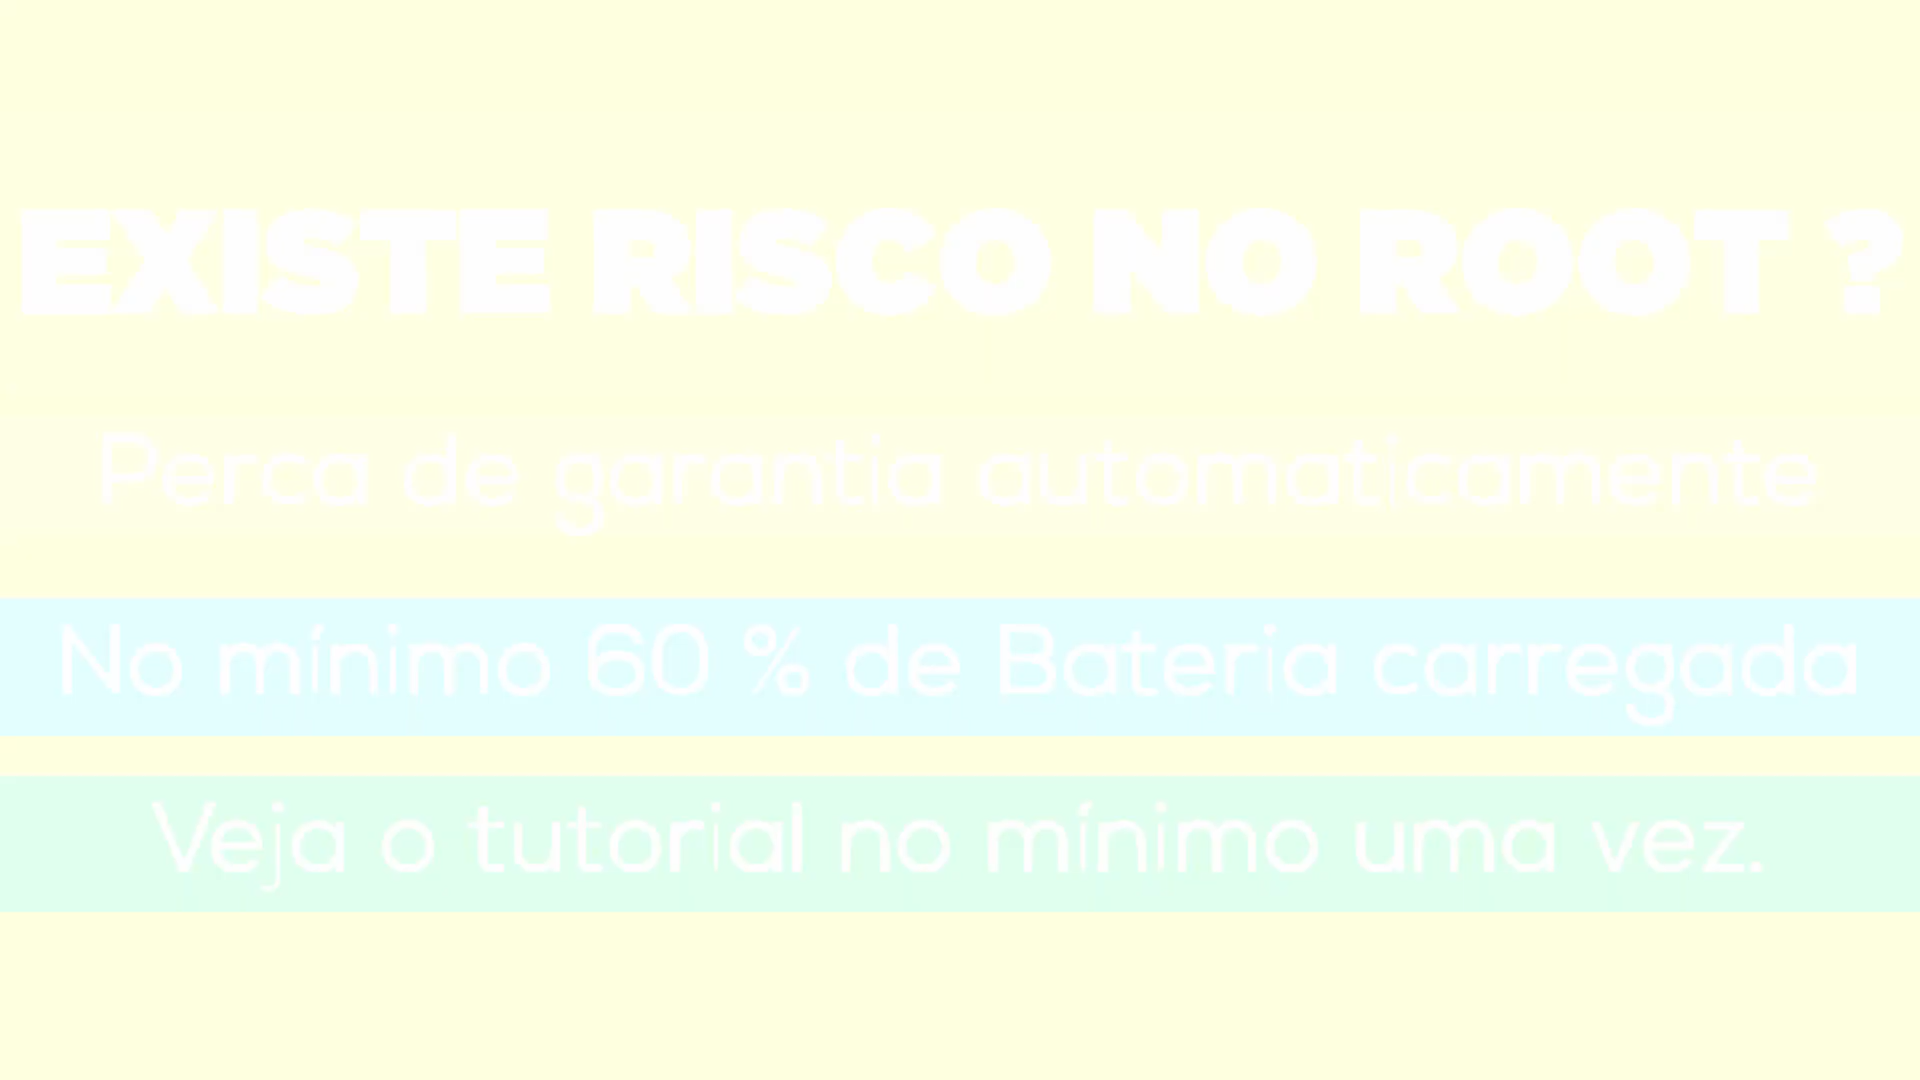 EXISTE RISCO NO ROOT ?
Perca de garantia automaticamente
No mínimo 60 % de Bateria carregada
Veja o tutorial no mínimo uma vez.